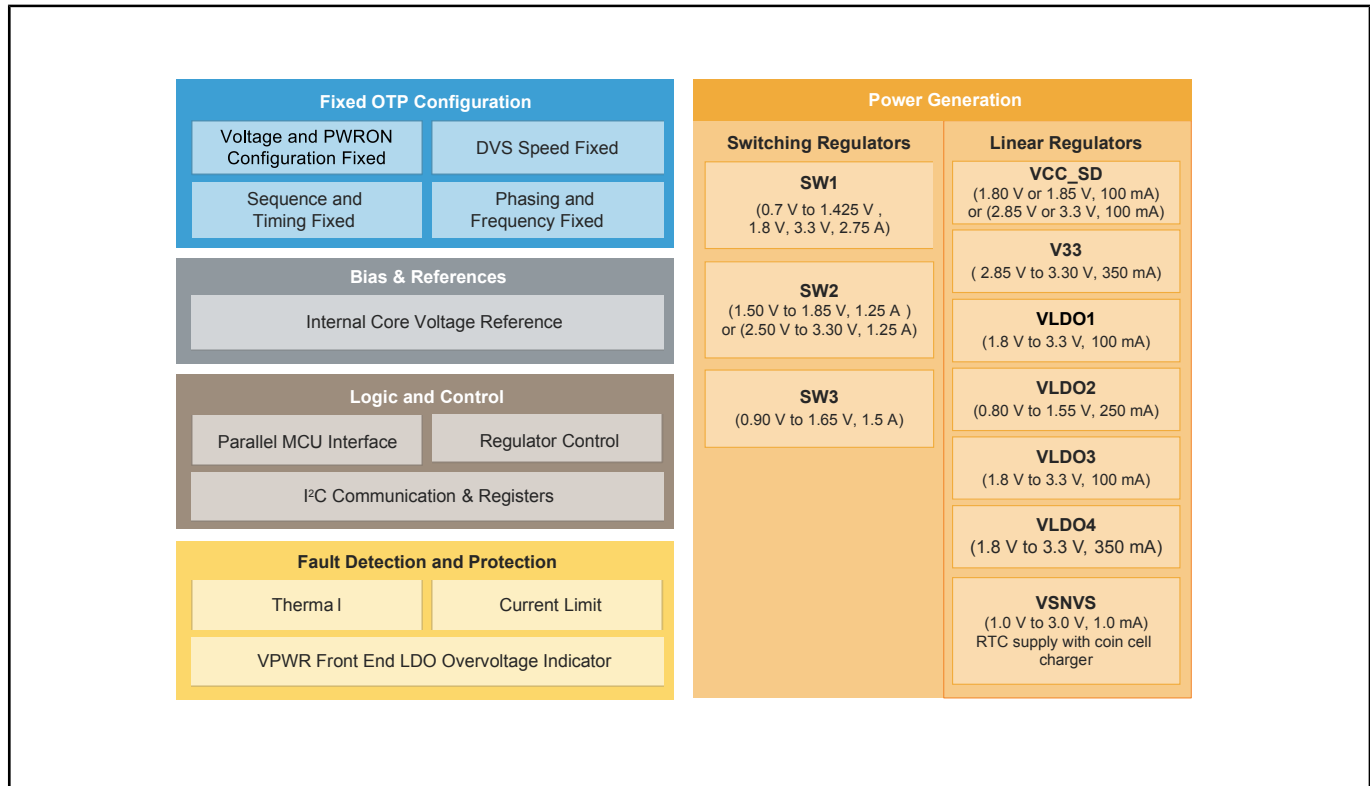 Fixed OTP Configuration
Voltage and PWRON
Configuration Fixed
DVS Speed Fixed
Sequence and
Timing Fixed
Phasing and
Frequency Fixed
Bias & References
Internal Core Voltage Reference
Logic and Control
Parallel MCU Interface
Regulator Control
I²C Communication & Registers
Fault Detection and Protection
Therma l
Current Limit
VPWR Front End LDO Overvoltage Indicator
Power Generation
Switching Regulators
SW1
(0.7 V to 1.425 V ,
1.8 V, 3.3 V, 2.75 A)
SW2
(1.50 V to 1.85 V, 1.25 A )
or (2.50 V to 3.30 V, 1.25 A)
SW3
(0.90 V to 1.65 V, 1.5 A)
Linear Regulators
VCC_SD
(1.80 V or 1.85 V, 100 mA)
or (2.85 V or 3.3 V, 100 mA)
V33
( 2.85 V to 3.30 V, 350 mA)
VLDO1
(1.8 V to 3.3 V, 100 mA)
VLDO2
(0.80 V to 1.55 V, 250 mA)
VLDO3
(1.8 V to 3.3 V, 100 mA)
VLDO4
(1.8 V to 3.3 V, 350 mA)
VSNVS
(1.0 V to 3.0 V, 1.0 mA)
RTC supply with coin cell
charger